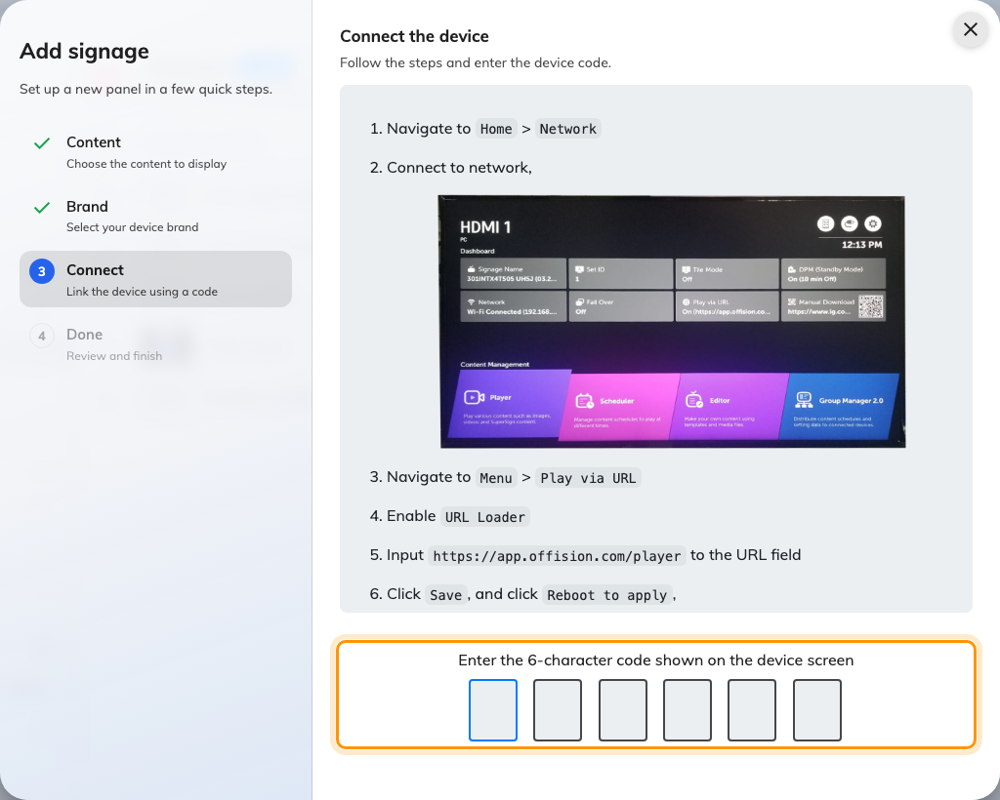 Add signage
Set up a new panel in a few quick steps.
Content
Choose the content to display
Brand
Select your device brand
3
Connect
Link the device using a code
4
Done
Review and finish
Connect the device
Follow the steps and enter the device code.
1. Navigate to Home > Network
2. Connect to network,
HDMI 1
PC
12:13 PM
Dashboard
Signage Name
301INTX4T505 UHSJ (03.2...
Set ID
1
Tile Mode
Off
DPM (Standby Mode)
On (10 min Off)
Network
Wi-Fi Connected (192.168....
Fail Over
Off
Play via URL
On (https://app.offision.co...
Manual Download
https://www.lg.co...
Content Management
Player
Play various content such as images,
videos and SuperSign content.
Scheduler
Manage content schedules to play at
different times.
Editor
Make your own content using
templates and media files.
Group Manager 2.0
Distribute content schedules and
setting data to connected devices.
3. Navigate to Menu > Play via URL
4. Enable URL Loader
5. Input https://app.offision.com/player to the URL field
6. Click Save, and click Reboot to apply,
Enter the 6-character code shown on the device screen